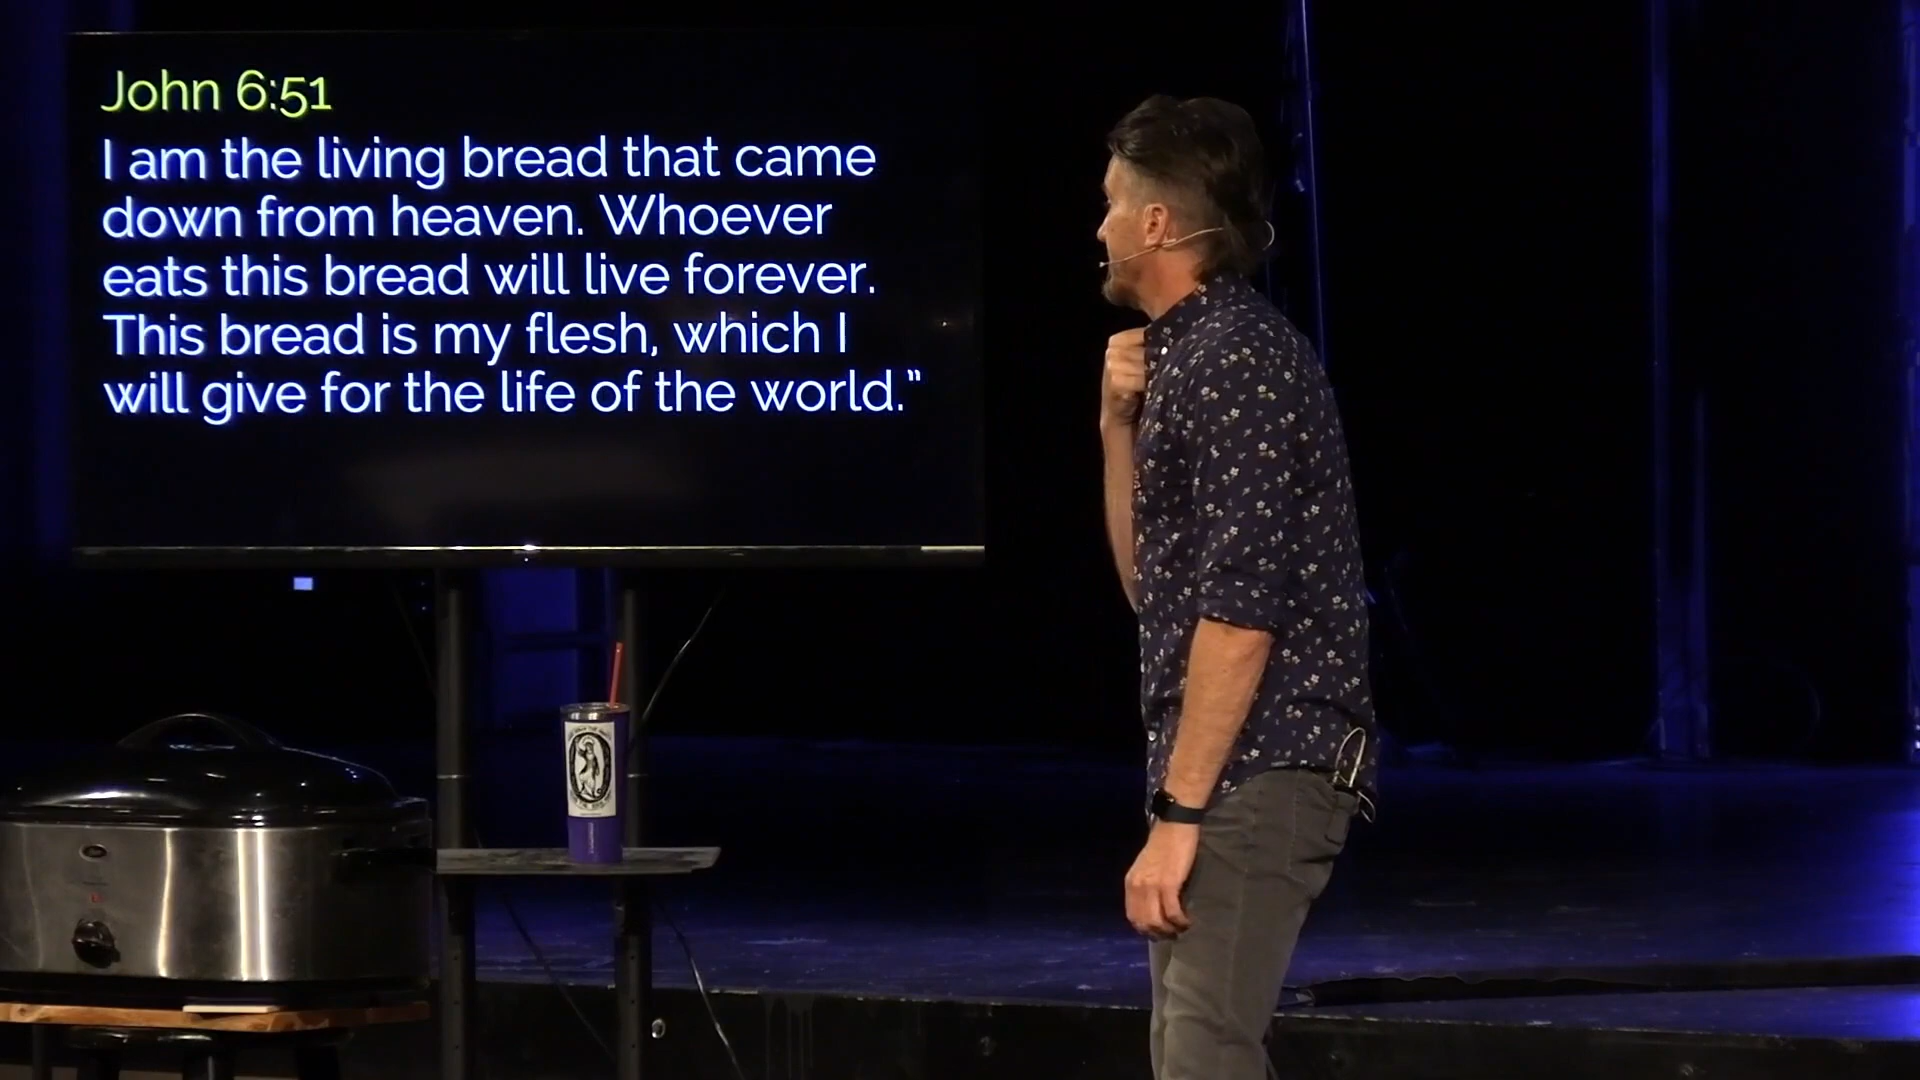 John 6:51
I am the living bread that came
down from heaven. Whoever
eats this bread will live forever.
This bread is my flesh, which I
will give for the life of the world.”